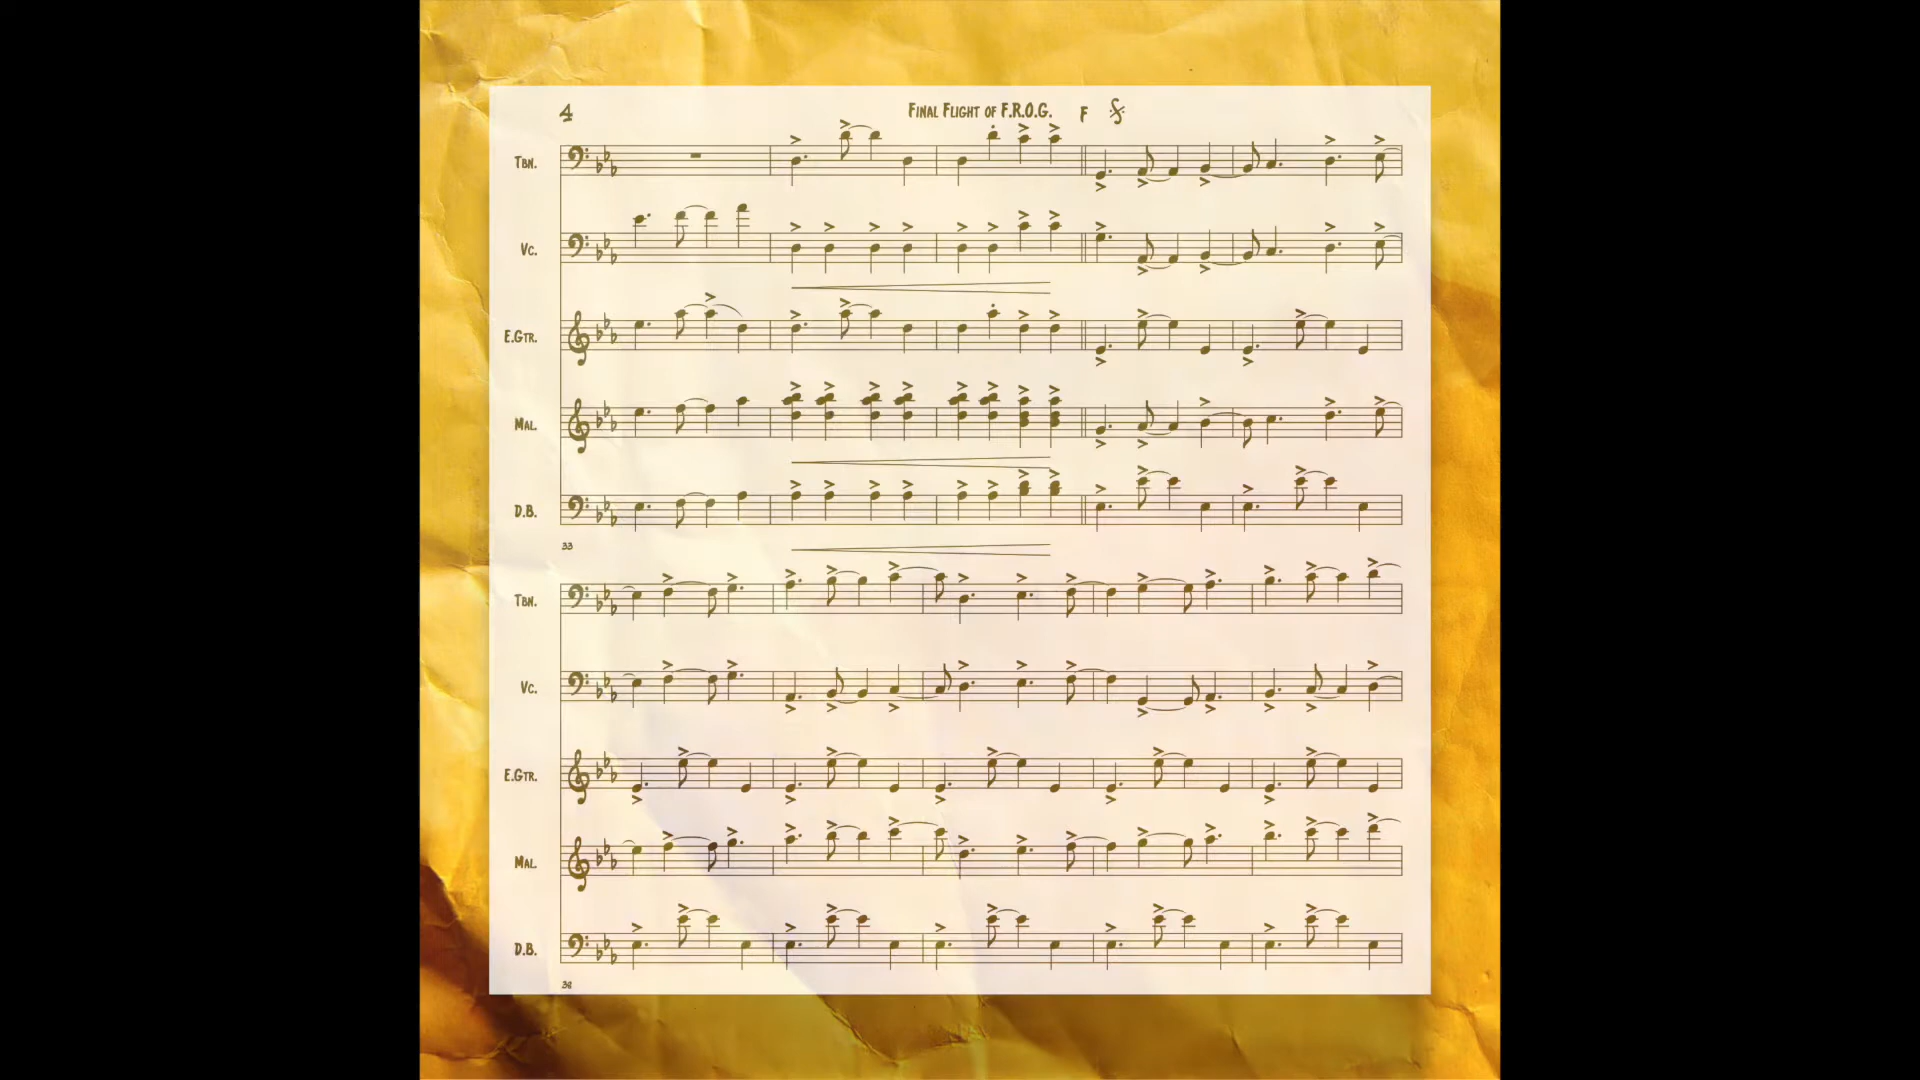 4 Final Flight of F.R.O.G. F
Tbn.
Vc.
E.Gtr.
Mal.
D.B.
33
Tbn.
Vc.
E.Gtr.
Mal.
D.B.
38